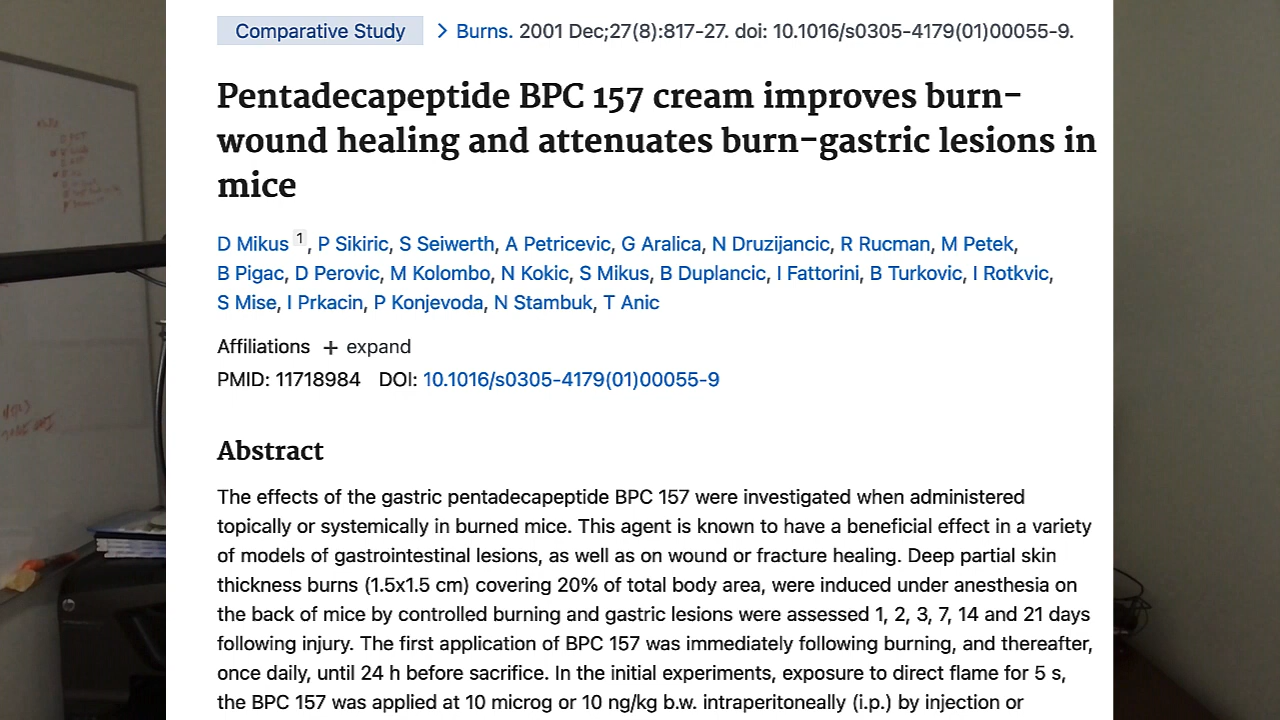 Comparative Study > Burns. 2001 Dec;27(8):817-27. doi: 10.1016/s0305-4179(01)00055-9.
Pentadecapeptide BPC 157 cream improves burn-
wound healing and attenuates burn-gastric lesions in
mice
D Mikus 1, P Sikiric, S Seiwerth, A Petricevic, G Aralica, N Druzijancic, R Rucman, M Petek,
B Pigac, D Perovic, M Kolombo, N Kokic, S Mikus, B Duplancic, I Fattorini, B Turkovic, I Rotkvic,
S Mise, I Prkacin, P Konjevoda, N Stambuk, T Anic
Affiliations + expand
PMID: 11718984 DOI: 10.1016/s0305-4179(01)00055-9
Abstract
The effects of the gastric pentadecapeptide BPC 157 were investigated when administered
topically or systemically in burned mice. This agent is known to have a beneficial effect in a variety
of models of gastrointestinal lesions, as well as on wound or fracture healing. Deep partial skin
thickness burns (1.5x1.5 cm) covering 20% of total body area, were induced under anesthesia on
the back of mice by controlled burning and gastric lesions were assessed 1, 2, 3, 7, 14 and 21 days
following injury. The first application of BPC 157 was immediately following burning, and thereafter,
once daily, until 24 h before sacrifice. In the initial experiments, exposure to direct flame for 5 s,
the BPC 157 was applied at 10 microg or 10 ng/kg b.w. intraperitoneally (i.p.) by injection or